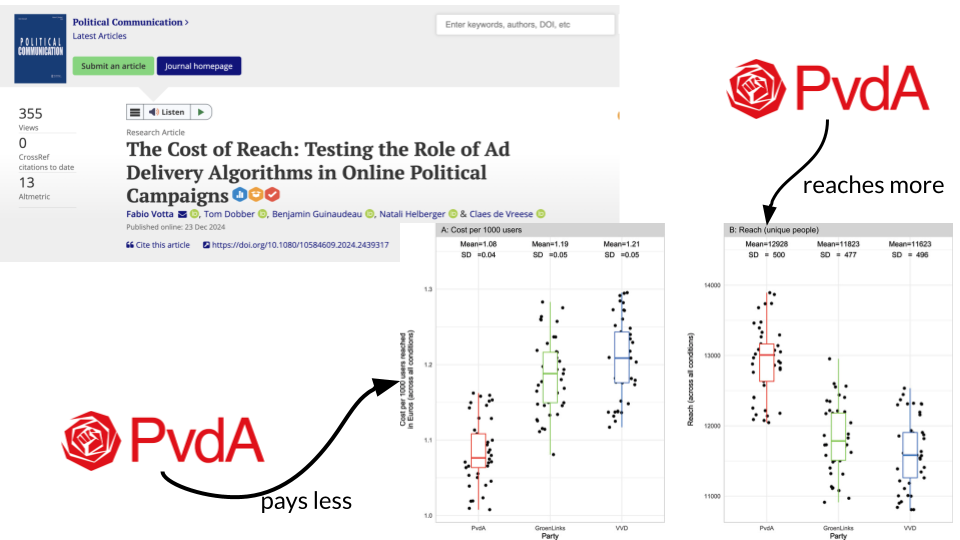 Political Communication >
Latest Articles
Enter keywords, authors, DOI, etc
POLITICAL
COMMUNICATION
Submit an article
Journal homepage
355
Views
0
CrossRef
citations to date
13
Altmetric
Listen
Research Article
The Cost of Reach: Testing the Role of Ad
Delivery Algorithms in Online Political
Campaigns
Fabio Votta, Tom Dobber, Benjamin Guinaudeau, Natali Helberger & Claes de Vreese
Published online: 23 Dec 2024
Cite this article
https://doi.org/10.1080/10584609.2024.2439317
PvdA
reaches more
A: Cost per 1000 users
Mean=1.08 Mean=1.19 Mean=1.21
SD =0.04 SD =0.05 SD =0.05
1.3
1.2
1.1
1.0
Cost per 1000 users reached
in Euros (across all conditions)
PvdA GroenLinks VVD
Party
B: Reach (unique people)
Mean=12928 Mean=11823 Mean=11623
SD = 500 SD = 477 SD = 496
14000
13000
12000
11000
Reach (across all conditions)
PvdA GroenLinks VVD
Party
PvdA
pays less